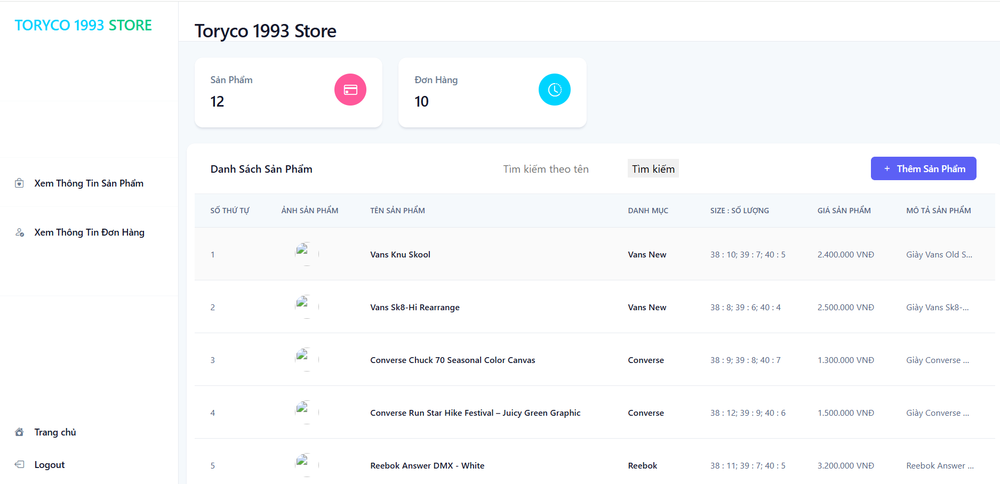 TORYCO 1993 STORE
Toryco 1993 Store
Sản Phẩm
12
Đơn Hàng
10
Xem Thông Tin Sản Phẩm
Xem Thông Tin Đơn Hàng
Trang chủ
Logout
Danh Sách Sản Phẩm Tìm kiếm theo tên Tìm kiếm + Thêm Sản Phẩm
SỐ THỨ TỰ ẢNH SẢN PHẨM TÊN SẢN PHẨM DANH MỤC SIZE : SỐ LƯỢNG GIÁ SẢN PHẨM MÔ TẢ SẢN PHẨM
1 Vans Knu Skool Vans New 38 : 10; 39 : 7; 40 : 5 2.400.000 VNĐ Giày Vans Old S...
2 Vans Sk8-Hi Rearrange Vans New 38 : 8; 39 : 6; 40 : 4 2.500.000 VNĐ Giày Vans Sk8-...
3 Converse Chuck 70 Seasonal Color Canvas Converse 38 : 9; 39 : 8; 40 : 7 1.300.000 VNĐ Giày Converse ...
4 Converse Run Star Hike Festival – Juicy Green Graphic Converse 38 : 12; 39 : 9; 40 : 6 1.500.000 VNĐ Giày Converse ...
5 Reebok Answer DMX - White Reebok 38 : 11; 39 : 7; 40 : 5 3.200.000 VNĐ Reebok Answer ...